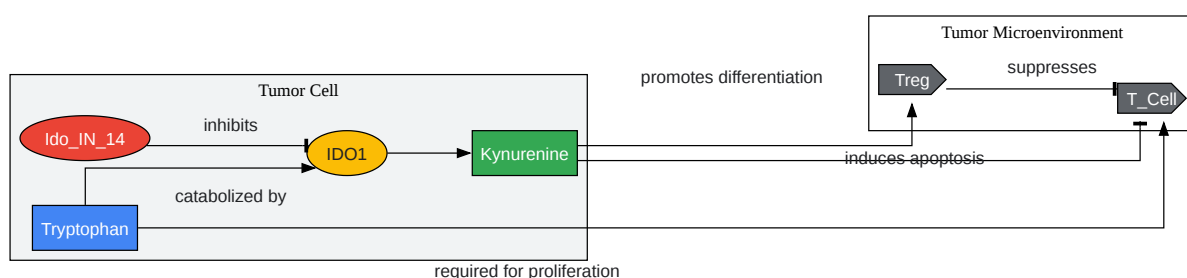 Tumor Microenvironment
promotes differentiation
Treg
suppresses
T_Cell
Tumor Cell
Ido_IN_14
inhibits
IDO1
Kynurenine
induces apoptosis
catabolized by
Tryptophan
required for proliferation